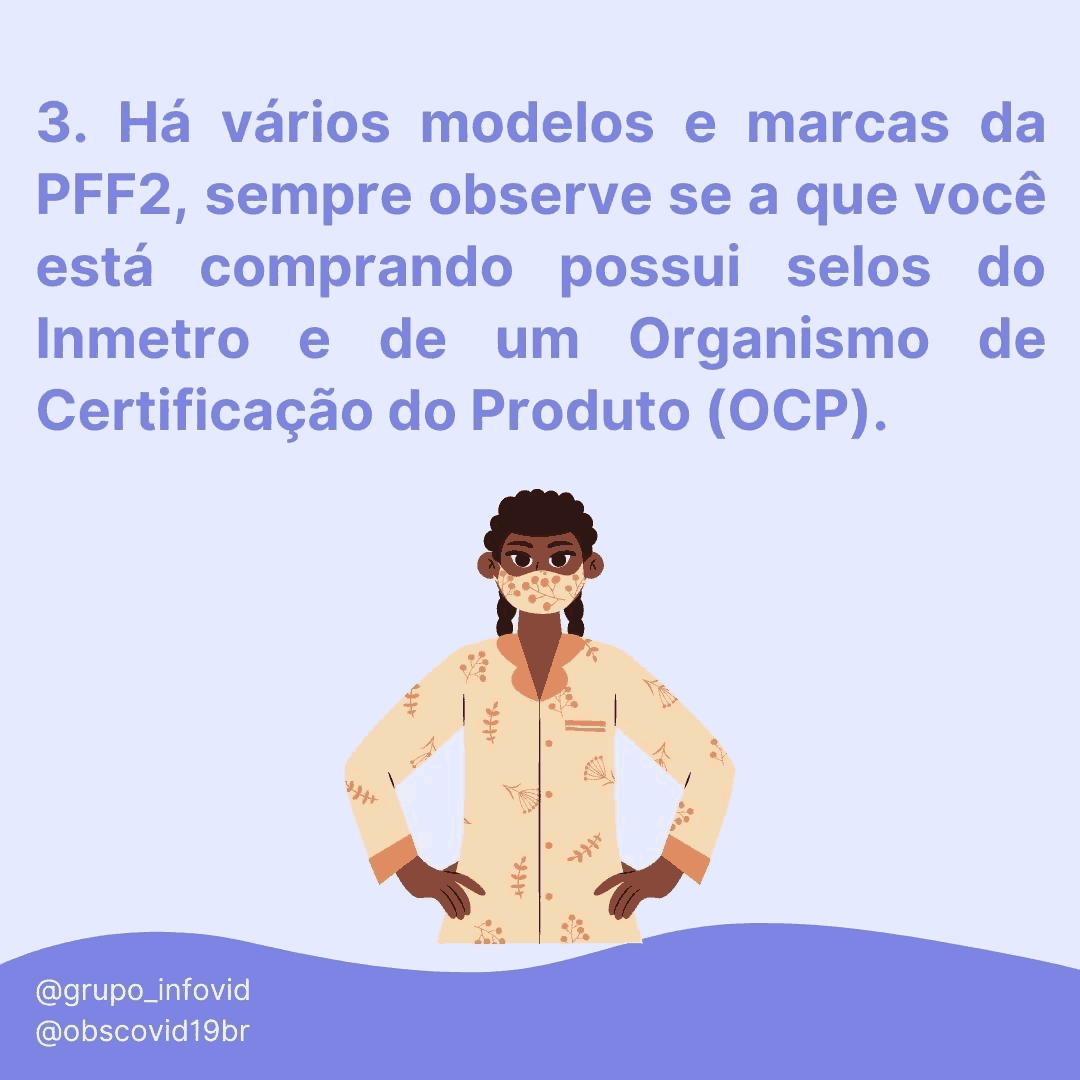 3. Há vários modelos e marcas da
PFF2, sempre observe se a que você
está comprando possui selos do
Inmetro e de um Organismo de
Certificação do Produto (OCP).
@grupo_infovid
@obscovid19br